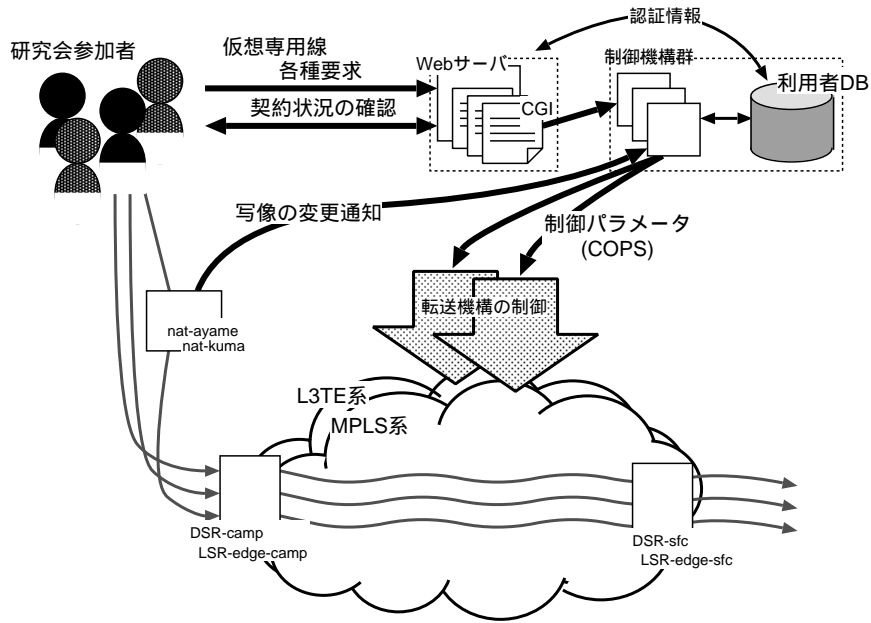 認証情報
研究会参加者
仮想専用線
各種要求
契約状況の確認
Webサーバ
CGI
制御機構群
利用者DB
写像の変更通知
制御パラメータ
(COPS)
転送機構の制御
nat-ayame
nat-kuma
L3TE系
MPLS系
DSR-camp
LSR-edge-camp
DSR-sfc
LSR-edge-sfc